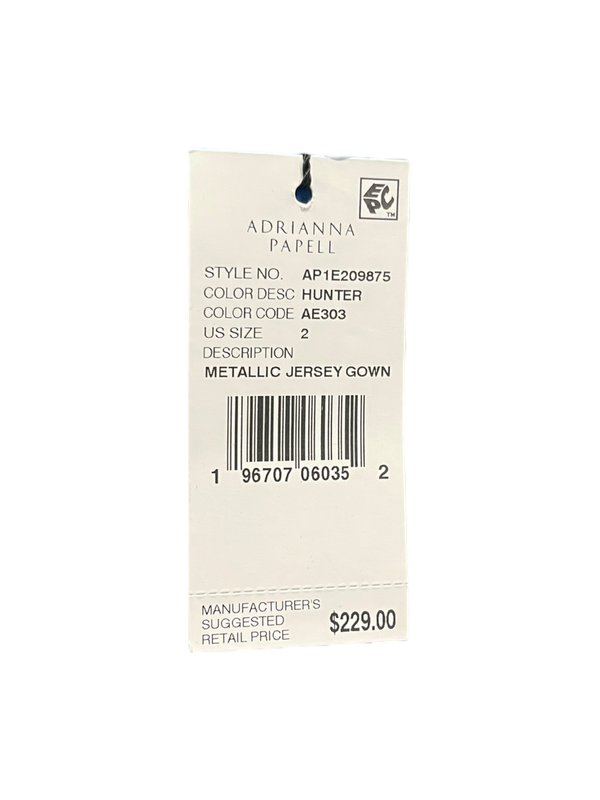 EPC
TM
ADRIANNA
PAPELL
STYLE NO. AP1E209875
COLOR DESC HUNTER
COLOR CODE AE303
US SIZE 2
DESCRIPTION
METALLIC JERSEY GOWN
1 96707 06035 2
MANUFACTURER'S
SUGGESTED
RETAIL PRICE
$229.00